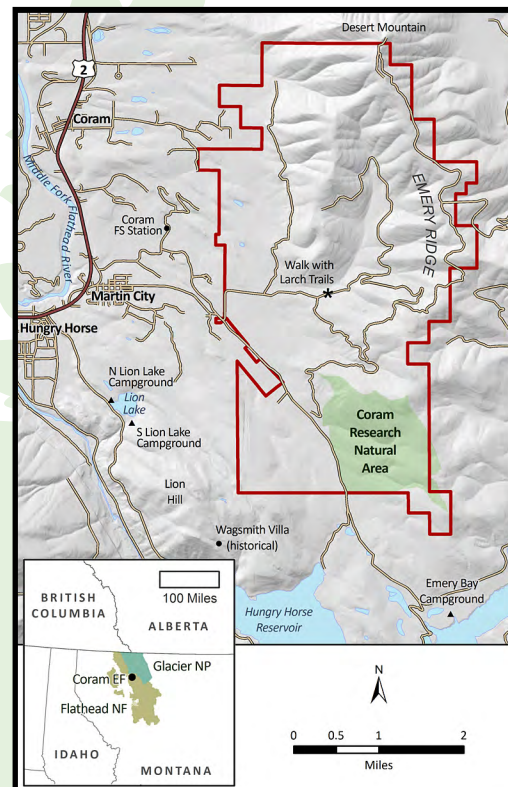 Desert Mountain
2
Coram
Middle Fork Flathead River
EMERY RIDGE
Coram
FS Station
Walk with
Larch Trails
*
Martin City
Hungry Horse
N Lion Lake
Campground
Lion
Lake
S Lion Lake
Campground
Coram
Research
Natural
Area
Lion
Hill
Wagsmith Villa
(historical)
Emery Bay
Campground
Hungry Horse
Reservoir
BRITISH
COLUMBIA
100 Miles
ALBERTA
Glacier NP
Coram EF
Flathead NF
IDAHO
MONTANA
N
0 0.5 1 2
Miles